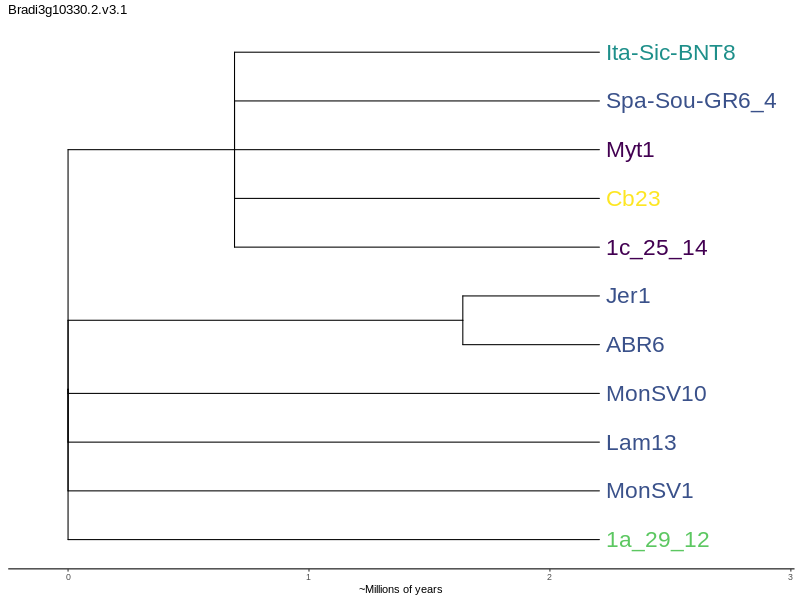 Bradi3g10330.2.v3.1
Ita-Sic-BNT8
Spa-Sou-GR6_4
Myt1
Cb23
1c_25_14
Jer1
ABR6
MonSV10
Lam13
MonSV1
1a_29_12
0 1 2 3
~Millions of years